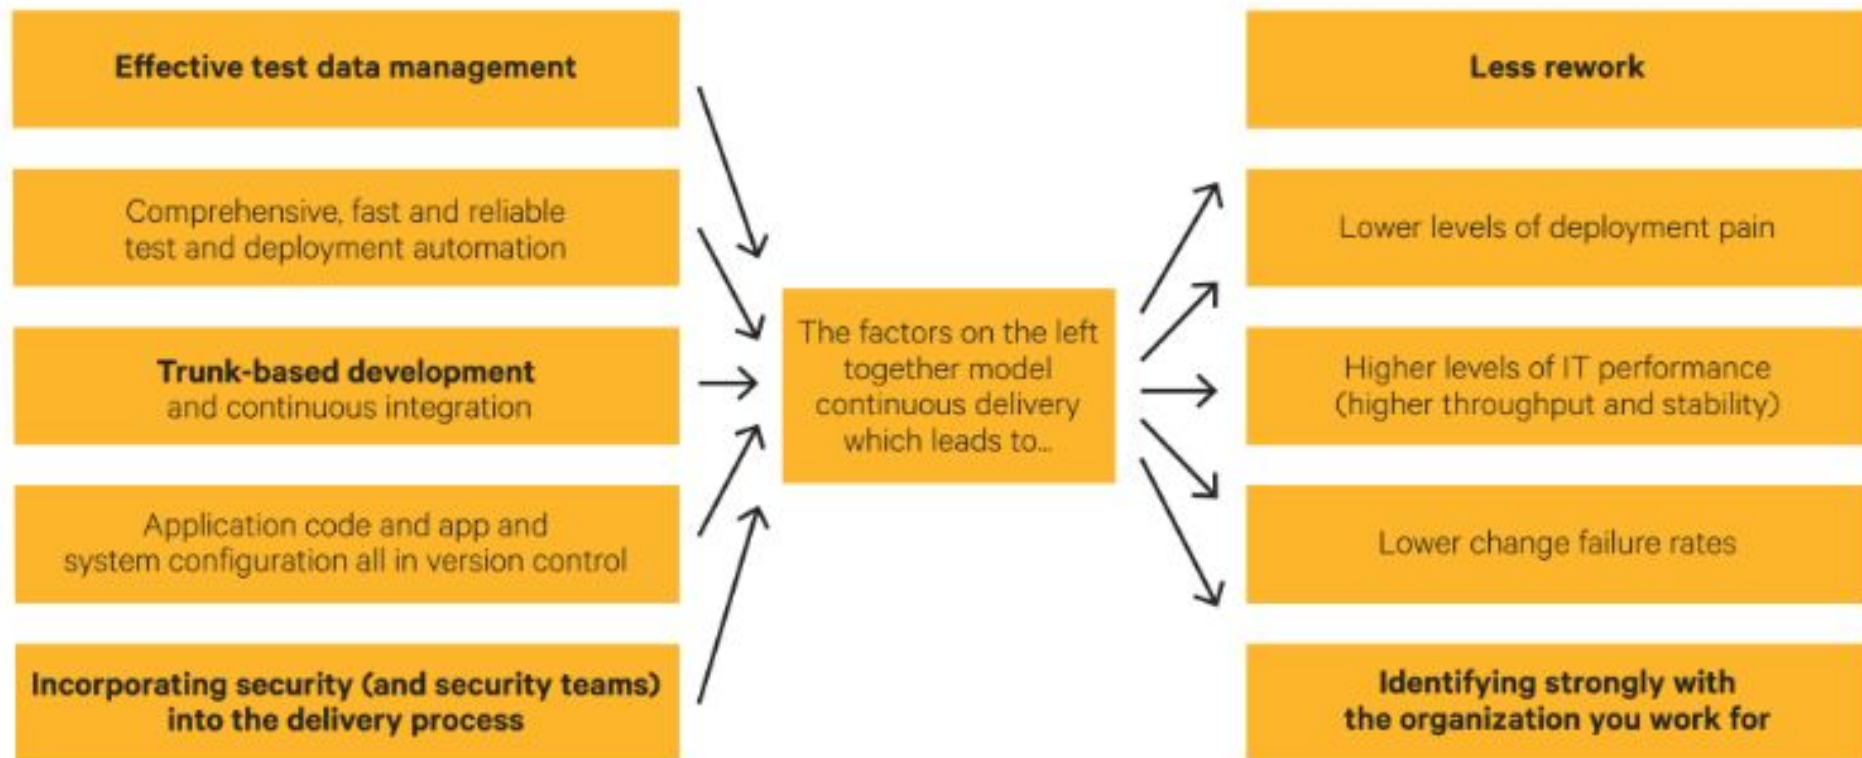 Effective test data management
Comprehensive, fast and reliable
test and deployment automation
Trunk-based development
and continuous integration
Application code and app and
system configuration all in version control
Incorporating security (and security teams)
into the delivery process
The factors on the left
together model
continuous delivery
which leads to...
Less rework
Lower levels of deployment pain
Higher levels of IT performance
(higher throughput and stability)
Lower change failure rates
Identifying strongly with
the organization you work for